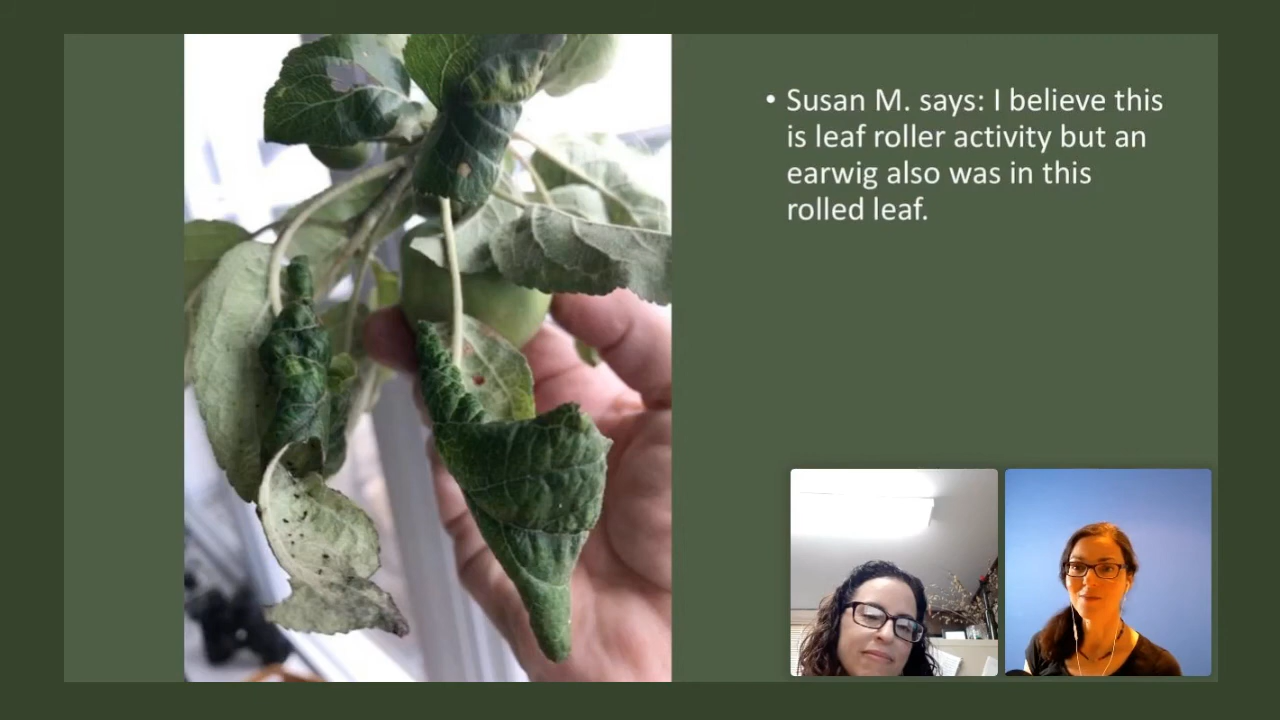 • Susan M. says: I believe this
is leaf roller activity but an
earwig also was in this
rolled leaf.